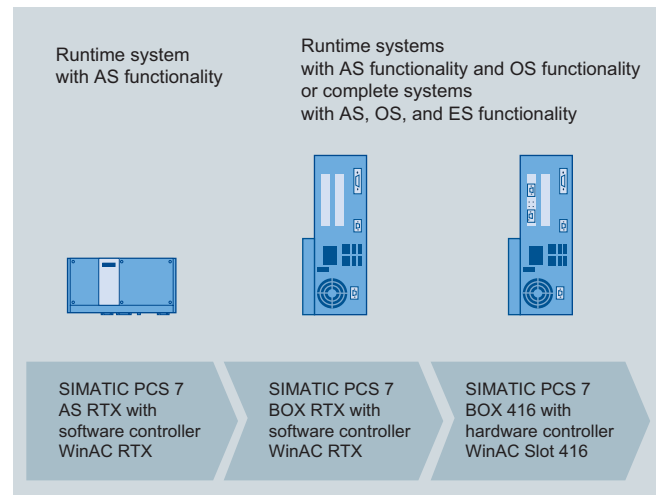 Runtime system
with AS functionality
Runtime systems
with AS functionality and OS functionality
or complete systems
with AS, OS, and ES functionality
SIMATIC PCS 7
AS RTX with
software controller
WinAC RTX
SIMATIC PCS 7
BOX RTX with
software controller
WinAC RTX
SIMATIC PCS 7
BOX 416 with
hardware controller
WinAC Slot 416